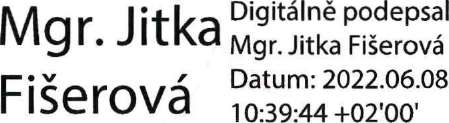 Mgr. Jitka
Fišerová
Digitálně podepsal
Mgr. Jitka Fišerová
Datum: 2022.06.08
10:39:44 +02'00'